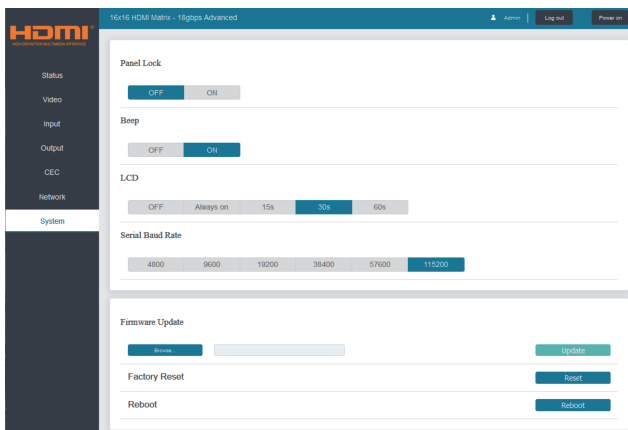 HDMI®
HIGH-DEFINITION MULTIMEDIA INTERFACE
16x16 HDMI Matrix - 18gbps Advanced
Admin
Log out
Power on
Status
Video
Input
Output
CEC
Network
System
Panel Lock
OFF ON
Beep
OFF ON
LCD
OFF Always on 15s 30s 60s
Serial Baud Rate
4800 9600 19200 38400 57600 115200
Firmware Update
Browse Update
Factory Reset Reset
Reboot Reboot